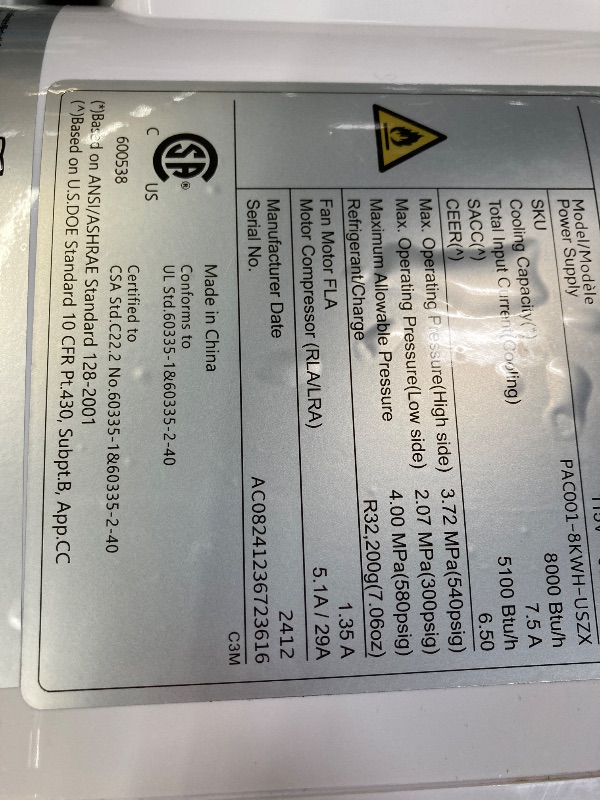 Model/Modèle
Power Supply 115V
SKU PAC001-8KWH-USZX
Cooling Capacity(*) 8000 Btu/h
Total Input Current(Cooling) 7.5 A
SACC(^) 5100 Btu/h
CEER(^) 6.50
Max. Operating Pressure(High side) 3.72 MPa(540psig)
Max. Operating Pressure(Low side) 2.07 MPa(300psig)
Maximum Allowable Pressure 4.00 MPa(580psig)
Refrigerant/Charge R32,200g(7.06oz)
Fan Motor FLA 1.35 A
Motor Compressor (RLA/LRA) 5.1A / 29A
Manufacturer Date 2412
Serial No. AC08241236723616
C3M
SA®
C US
600538
Made in China
Conforms to
UL Std.60335-1&60335-2-40
Certified to
CSA Std.C22.2 No.60335-1&60335-2-40
(*)Based on ANSI/ASHRAE Standard 128-2001
(^)Based on U.S.DOE Standard 10 CFR Pt.430, Subpt.B, App.CC